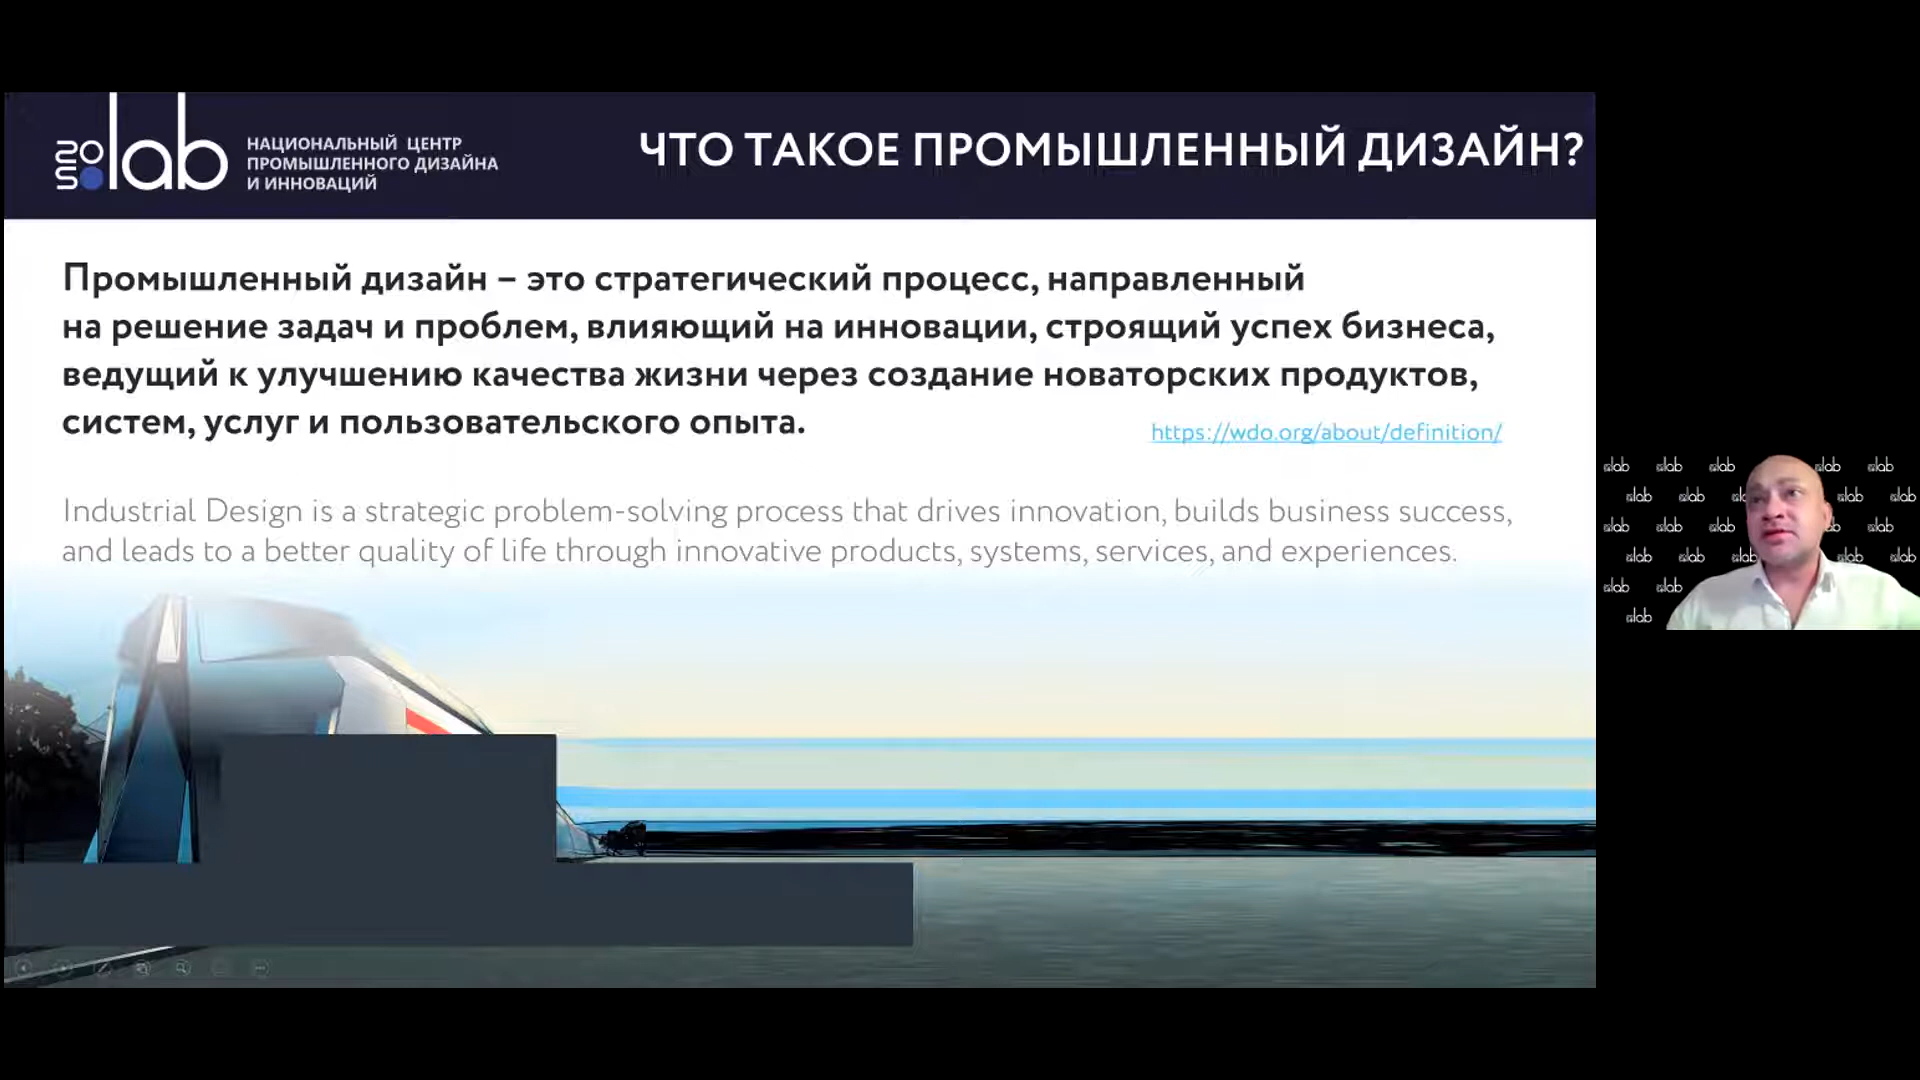 2050.lab
НАЦИОНАЛЬНЫЙ ЦЕНТР
ПРОМЫШЛЕННОГО ДИЗАЙНА
И ИННОВАЦИЙ
ЧТО ТАКОЕ ПРОМЫШЛЕННЫЙ ДИЗАЙН?
Промышленный дизайн – это стратегический процесс, направленный
на решение задач и проблем, влияющий на инновации, строящий успех бизнеса,
ведущий к улучшению качества жизни через создание новаторских продуктов,
систем, услуг и пользовательского опыта.
https://wdo.org/about/definition/
Industrial Design is a strategic problem-solving process that drives innovation, builds business success,
and leads to a better quality of life through innovative products, systems, services, and experiences.